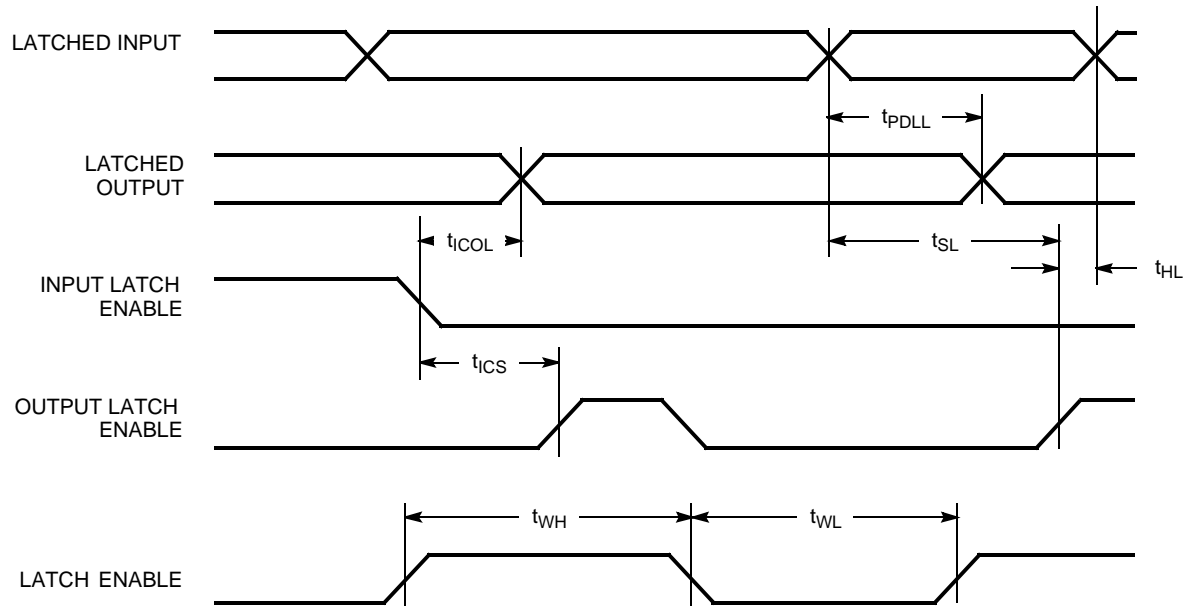 LATCHED INPUT
tPDLL
LATCHED
OUTPUT
tICOL
tSL
tHL
INPUT LATCH
ENABLE
tICS
OUTPUT LATCH
ENABLE
tWH
tWL
LATCH ENABLE